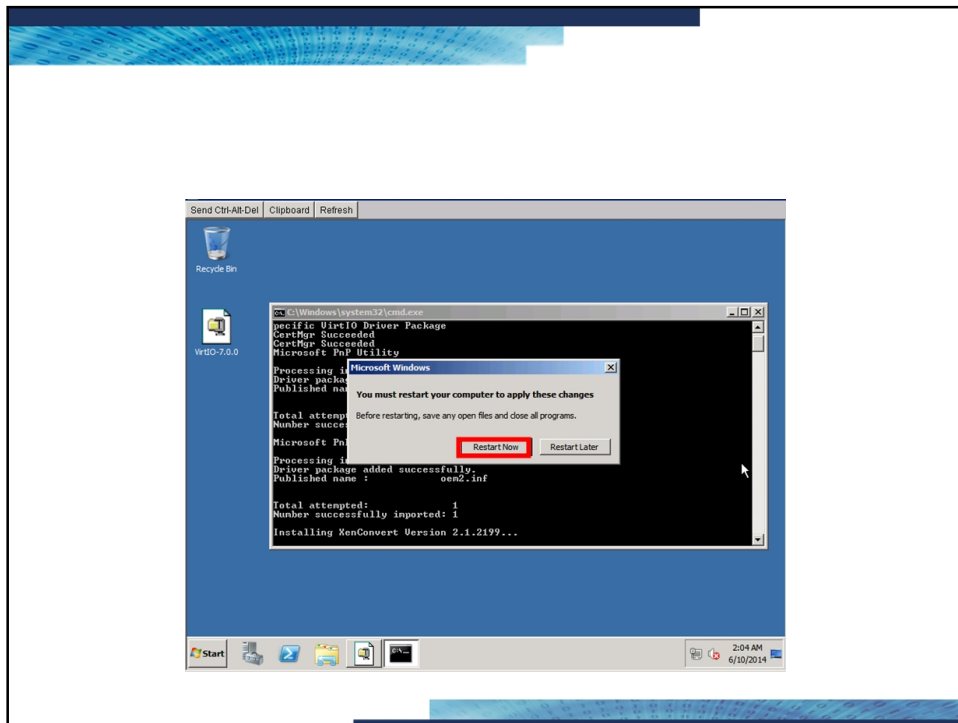 Send Ctrl-Alt-Del Clipboard Refresh
Recycle Bin
VirtIO-7.0.0
C:\Windows\system32\cmd.exe
pecific VirtIO Driver Package
CertMgr Succeeded
CertMgr Succeeded
Microsoft PnP Utility
Processing i
Driver packag
Published na
Total attempt
Number succes
Microsoft Pn
Processing i
Driver package added successfully.
Published name : oem2.inf
Total attempted: 1
Number successfully imported: 1
Installing XenConvert Version 2.1.2199...
Microsoft Windows
You must restart your computer to apply these changes
Before restarting, save any open files and close all programs.
Restart Now Restart Later
Start
2:04 AM
6/10/2014